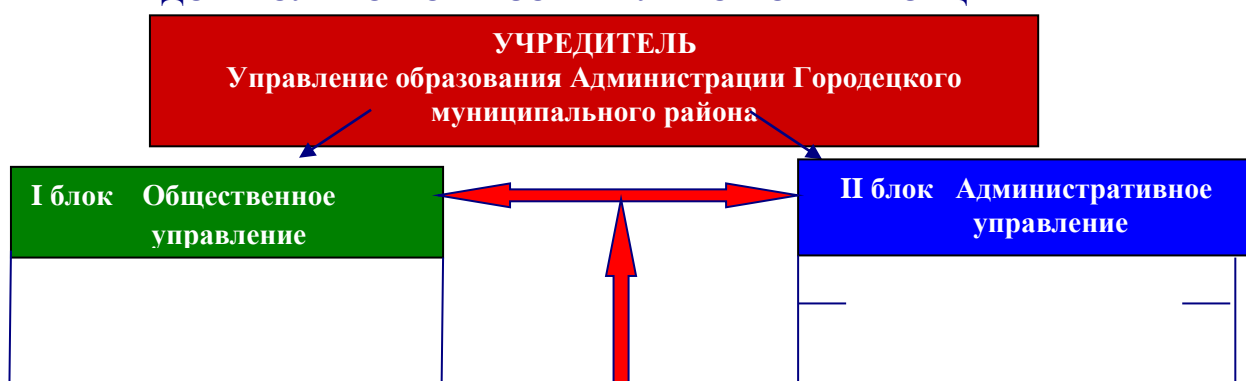 УЧРЕДИТЕЛЬ
Управление образования Администрации Городецкого
муниципального района
I блок Общественное
управление
II блок Административное
управление